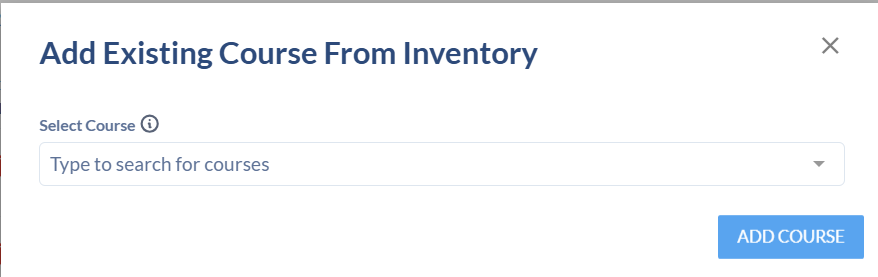 Add Existing Course From Inventory
Select Course
Type to search for courses
ADD COURSE